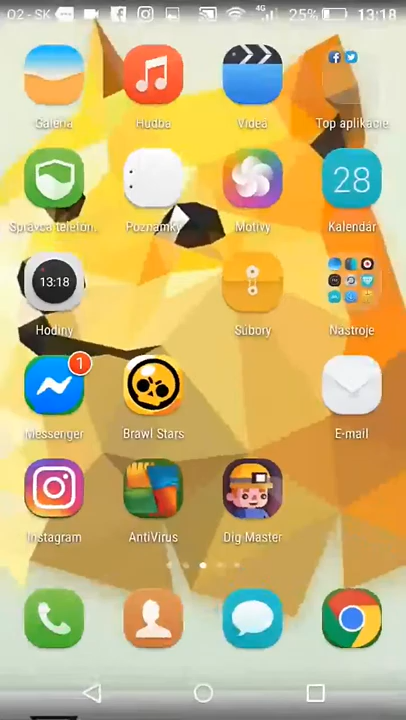 O2 - SK
4G
25%
13:18
Galéria
Hudba
Videá
Top aplikácie
28
Správca telefón..
Poznámky
Motívy
Kalendár
13:18
Hodiny
Súbory
Nástroje
1
Messenger
Brawl Stars
E-mail
Instagram
AntiVirus
Dig Master